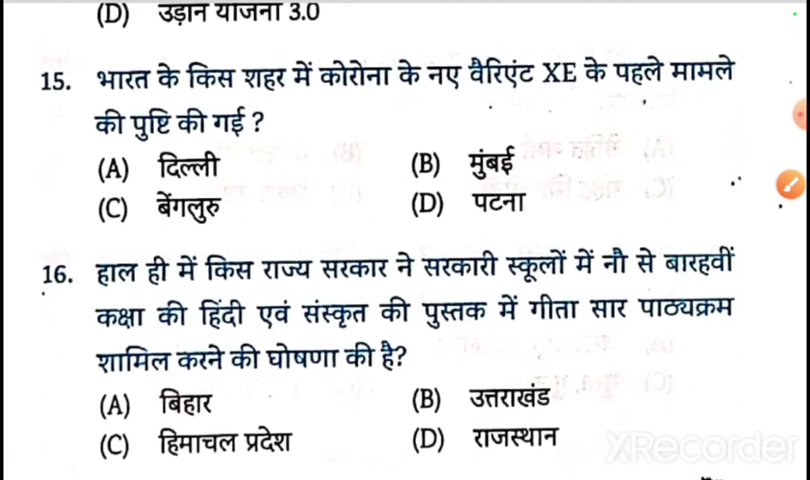 (D) उड़ान योजना 3.0
15. भारत के किस शहर में कोरोना के नए वैरिएंट XE के पहले मामले
की पुष्टि की गई ?
(A) दिल्ली (B) मुंबई
(C) बेंगलुरु (D) पटना
16. हाल ही में किस राज्य सरकार ने सरकारी स्कूलों में नौ से बारहवीं
कक्षा की हिंदी एवं संस्कृत की पुस्तक में गीता सार पाठ्यक्रम
शामिल करने की घोषणा की है?
(A) बिहार (B) उत्तराखंड
(C) हिमाचल प्रदेश (D) राजस्थान
XRecorder